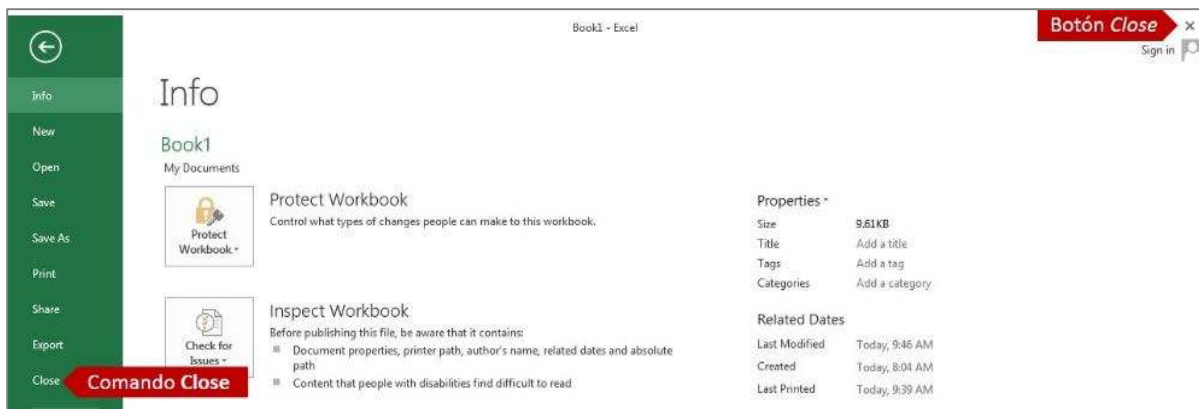 Book1 - Excel
Botón Close
×
Sign in
Info
New
Open
Save
Save As
Print
Share
Export
Close
Comando Close
Info
Book1
My Documents
Protect Workbook
Protect Workbook
Control what types of changes people can make to this workbook.
Check for Issues
Inspect Workbook
Before publishing this file, be aware that it contains:
Document properties, printer path, author's name, related dates and absolute
path
Content that people with disabilities find difficult to read
Properties
Size 9.61KB
Title Add a title
Tags Add a tag
Categories Add a category
Related Dates
Last Modified Today, 9:46 AM
Created Today, 8:04 AM
Last Printed Today, 9:39 AM